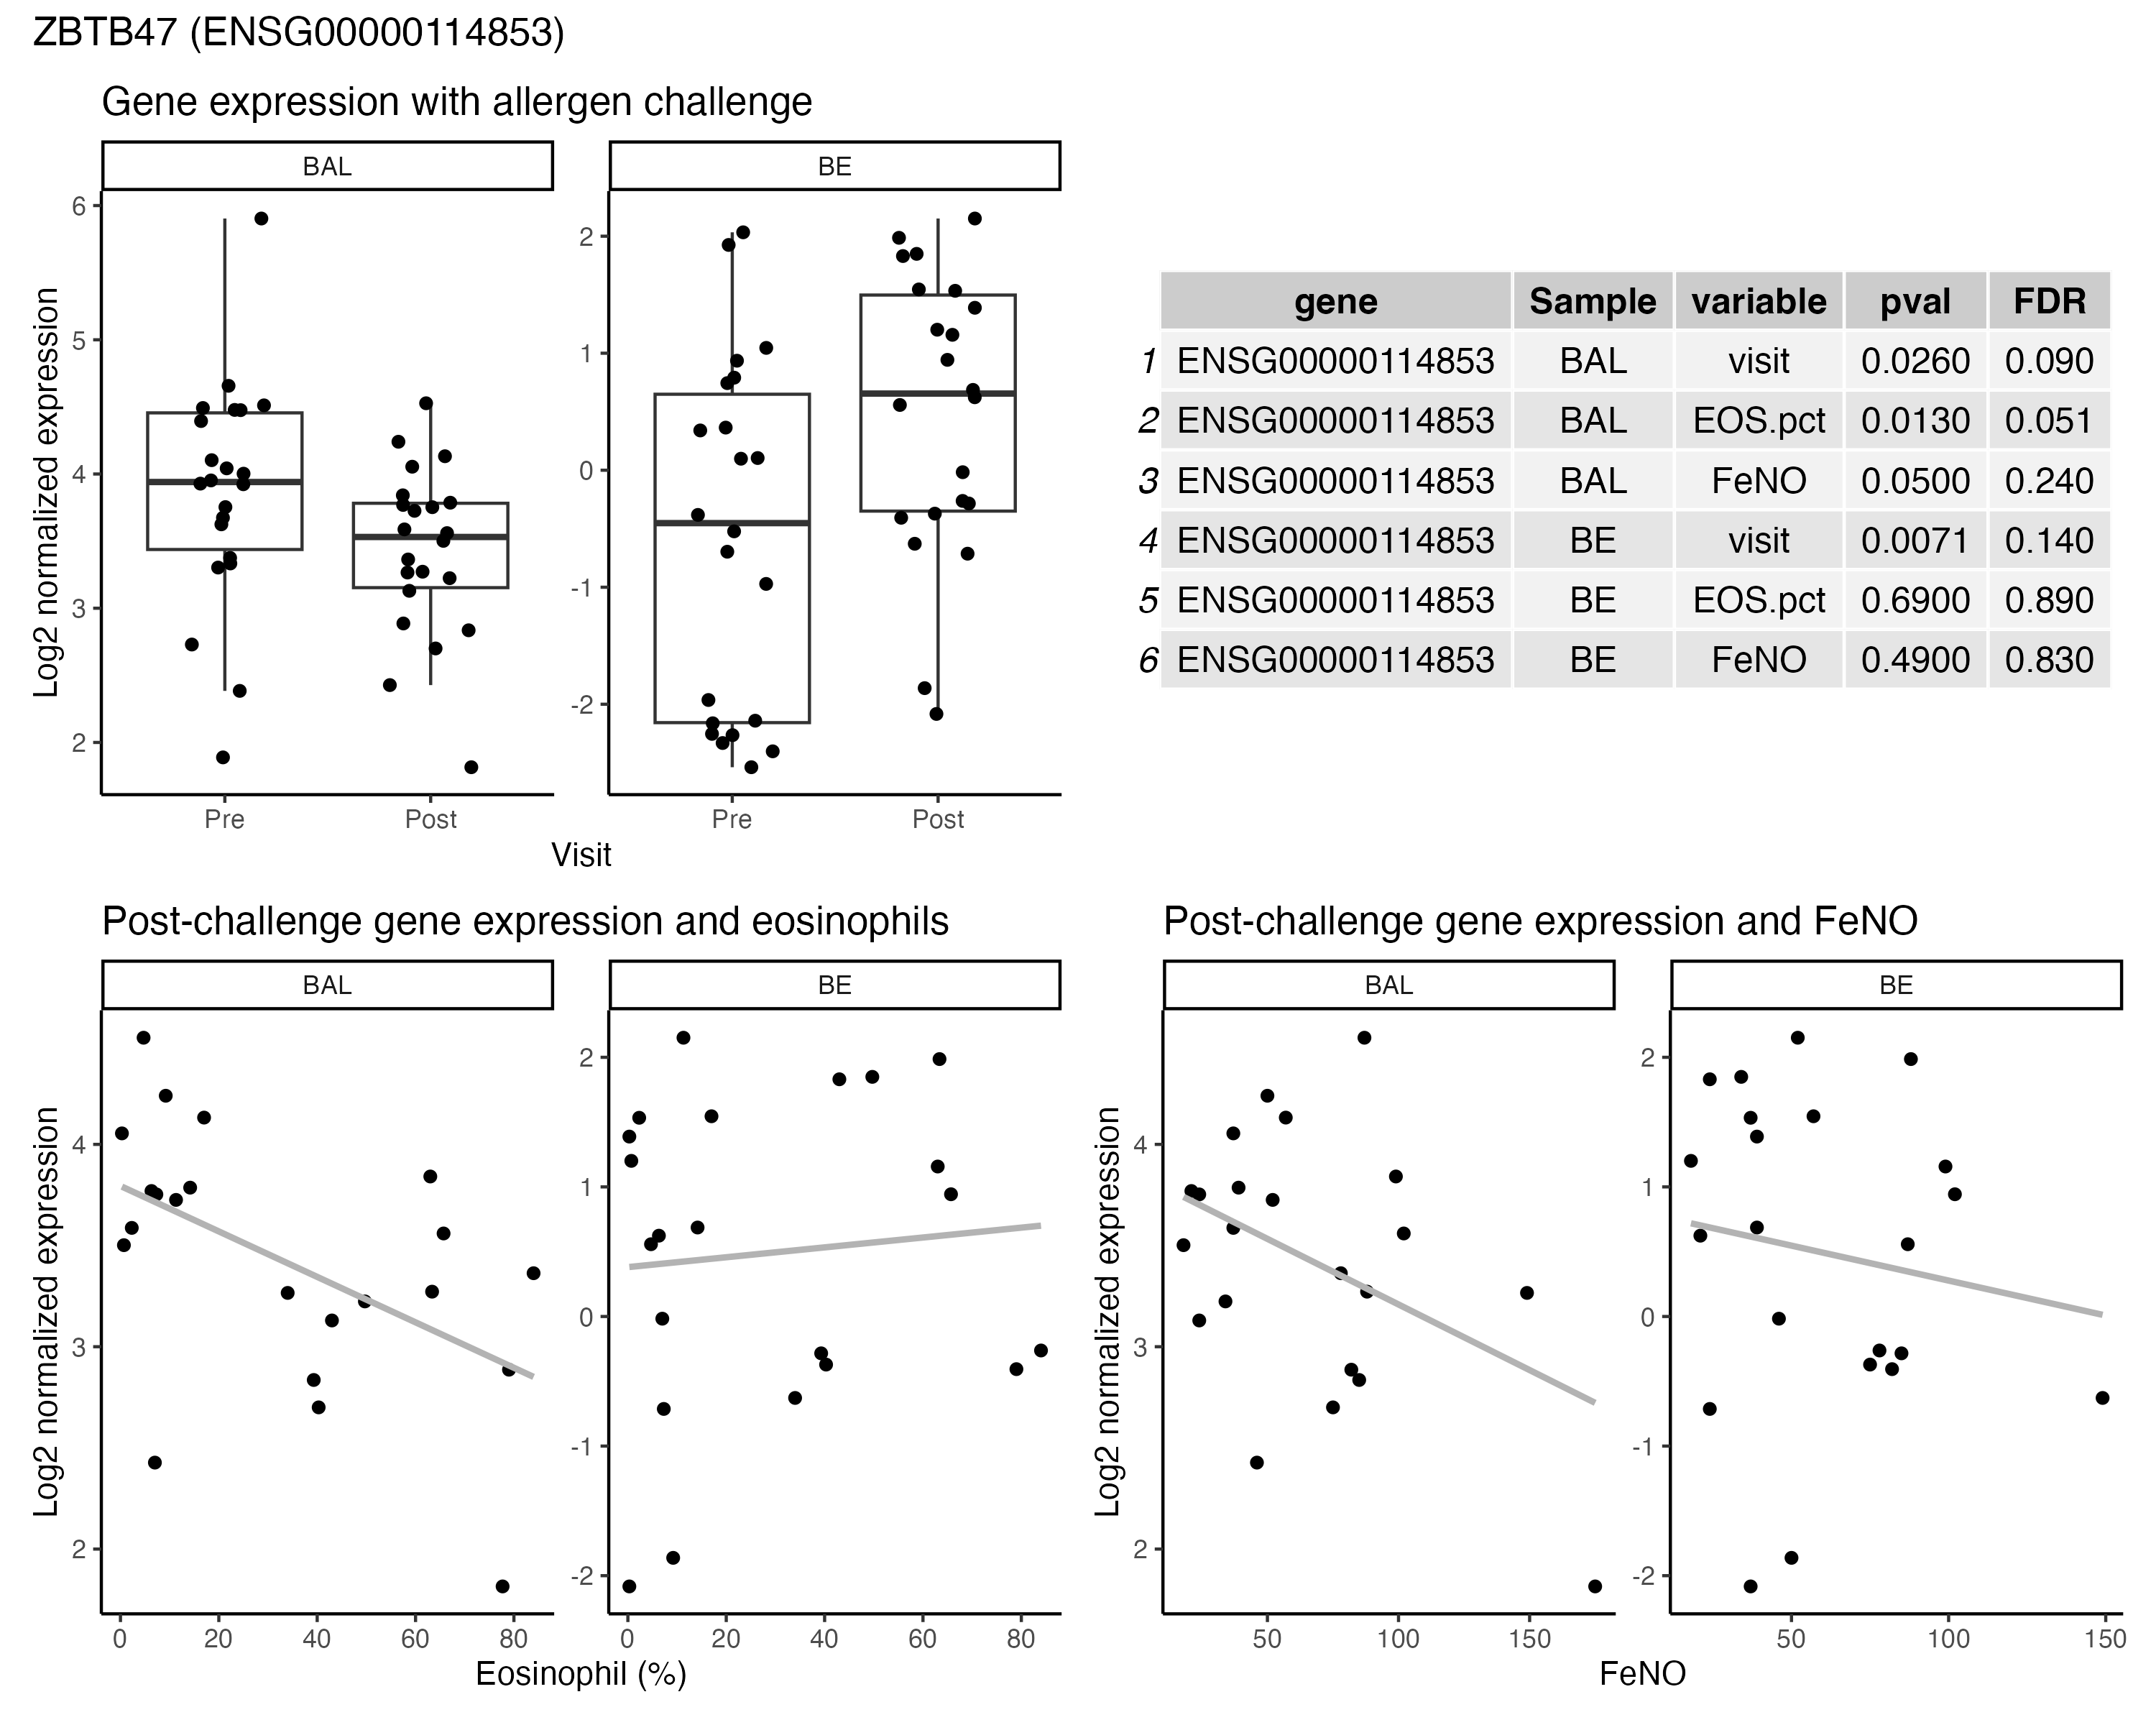 ZBTB47 (ENSG00000114853)
Gene expression with allergen challenge
BAL
BE
Log2 normalized expression
6
5
4
3
2
2
1
0
-1
-2
Pre
Post
Pre
Post
Visit
gene Sample variable pval FDR
1 ENSG00000114853 BAL visit 0.0260 0.090
2 ENSG00000114853 BAL EOS.pct 0.0130 0.051
3 ENSG00000114853 BAL FeNO 0.0500 0.240
4 ENSG00000114853 BE visit 0.0071 0.140
5 ENSG00000114853 BE EOS.pct 0.6900 0.890
6 ENSG00000114853 BE FeNO 0.4900 0.830
Post-challenge gene expression and eosinophils
BAL
BE
Log2 normalized expression
4
3
2
2
1
0
-1
-2
0 20 40 60 80
0 20 40 60 80
Eosinophil (%)
Post-challenge gene expression and FeNO
BAL
BE
Log2 normalized expression
4
3
2
2
1
0
-1
-2
50 100 150
50 100 150
FeNO